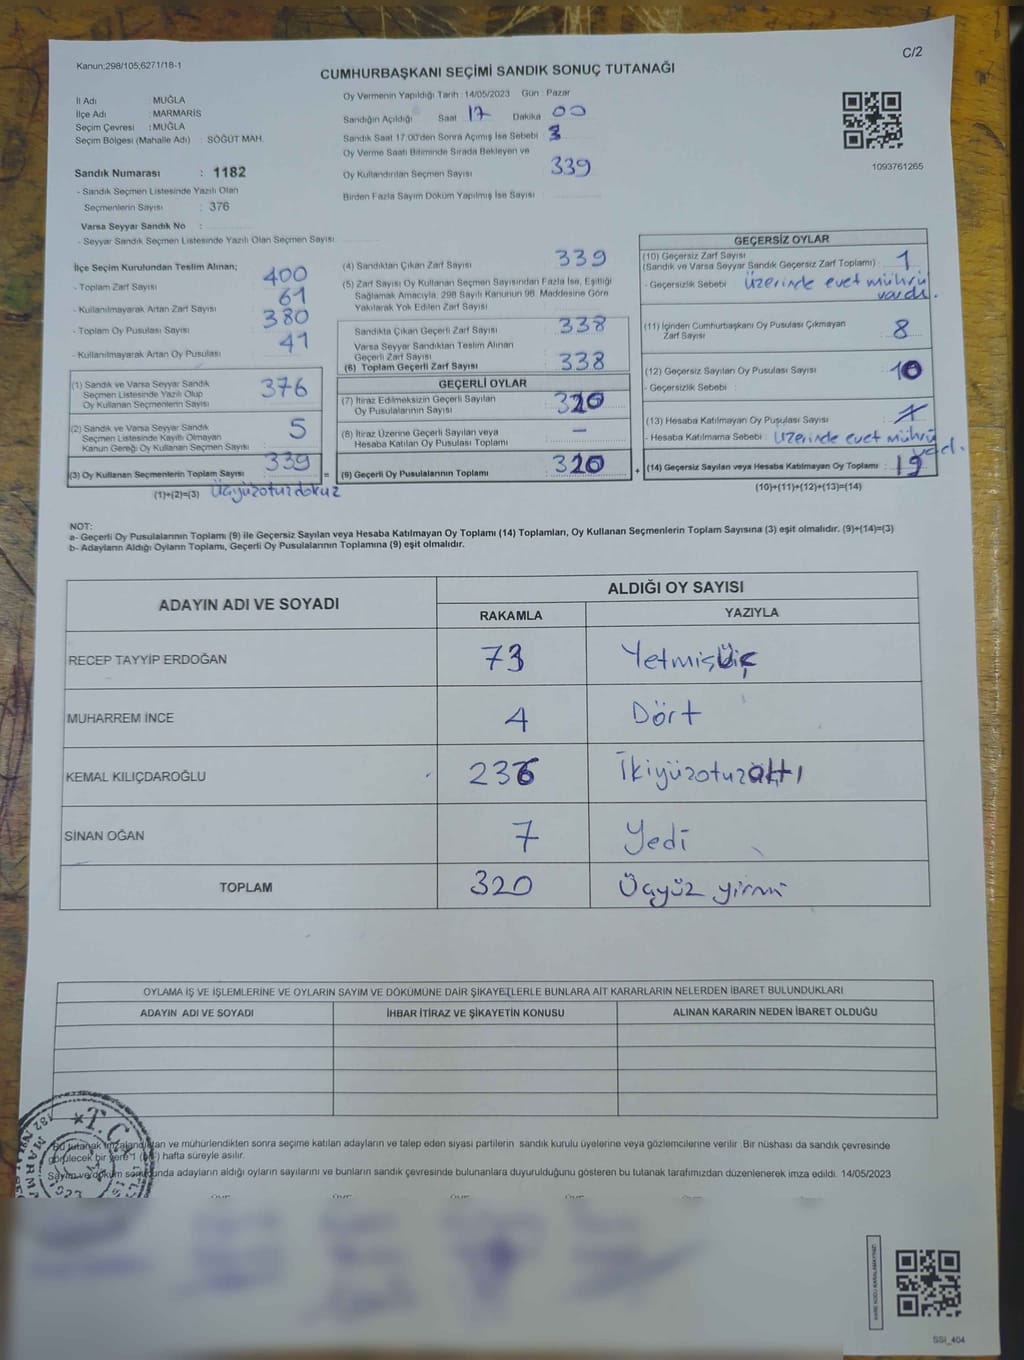 Kanun;298/105,6271/18-1
C/2
CUMHURBAŞKANI SEÇİMİ SANDIK SONUÇ TUTANAĞI
İl Adı MUĞLA
İlçe Adı : MARMARİS
Seçim Çevresi : MUĞLA
Seçim Bölgesi (Mahalle Adı) : SÖĞÜT MAH.
Sandık Numarası : 1182
- Sandık Seçmen Listesinde Yazılı Olan
Seçmenlerin Sayısı : 376
Varsa Seyyar Sandık No :
- Seyyar Sandık Seçmen Listesinde Yazılı Olan Seçmen Sayısı
Oy Vermenin Yapıldığı Tarih : 14/05/2023 Gün : Pazar
Sandığın Açıldığı Saat 17 Dakika 00
Sandık Saat 17:00'den Sonra Açılmış İse Sebebi 3
Oy Verme Saati Bitiminde Sırada Bekleyen ve
Oy Kullandırılan Seçmen Sayısı 339
Birden Fazla Sayım Döküm Yapılmış İse Sayısı
1093761265
İlçe Seçim Kurulundan Teslim Alınan;
- Toplam Zarf Sayısı 400
- Kullanılmayarak Artan Zarf Sayısı 61
- Toplam Oy Pusulası Sayısı 380
- Kullanılmayarak Artan Oy Pusulası 41
(1) Sandık ve Varsa Seyyar Sandık
Seçmen Listesinde Yazılı Olup
Oy Kullanan Seçmenlerin Sayısı 376
(2) Sandık ve Varsa Seyyar Sandık
Seçmen Listesinde Kayıtlı Olmayan
Kanun Gereği Oy Kullanan Seçmen Sayısı 5
(3) Oy Kullanan Seçmenlerin Toplam Sayısı 339 =
(1)+(2)=(3) Üçyüzotuzdokuz
(4) Sandıktan Çıkan Zarf Sayısı 339
(5) Zarf Sayısı Oy Kullanan Seçmen Sayısından Fazla İse, Eşitliği
Sağlamak Amacıyla, 298 Sayılı Kanunun 98. Maddesine Göre
Yakılarak Yok Edilen Zarf Sayısı
Sandıkta Çıkan Geçerli Zarf Sayısı 338
Varsa Seyyar Sandıktan Teslim Alınan
Geçerli Zarf Sayısı
(6) Toplam Geçerli Zarf Sayısı 338
GEÇERLİ OYLAR
(7) İtiraz Edilmeksizin Geçerli Sayılan
Oy Pusulalarının Sayısı 320
(8) İtiraz Üzerine Geçerli Sayılan veya
Hesaba Katılan Oy Pusulası Toplamı -
(9) Geçerli Oy Pusulalarının Toplamı 320 +
GEÇERSİZ OYLAR
(10) Geçersiz Zarf Sayısı
(Sandık ve Varsa Seyyar Sandık Geçersiz Zarf Toplamı) : 1
- Geçersizlik Sebebi : Üzerinde evet mührü
vardı.
(11) İçinden Cumhurbaşkanı Oy Pusulası Çıkmayan
Zarf Sayısı 8
(12) Geçersiz Sayılan Oy Pusulası Sayısı : 10
- Geçersizlik Sebebi :
(13) Hesaba Katılmayan Oy Pusulası Sayısı :
- Hesaba Katılmama Sebebi : Üzerinde evet mührü
vardı.
(14) Geçersiz Sayılan veya Hesaba Katılmayan Oy Toplamı : 19
(10)+(11)+(12)+(13)=(14)
NOT:
a- Geçerli Oy Pusulalarının Toplamı (9) ile Geçersiz Sayılan veya Hesaba Katılmayan Oy Toplamı (14) Toplamları, Oy Kullanan Seçmenlerin Toplam Sayısına (3) eşit olmalıdır. (9)+(14)=(3)
b- Adayların Aldığı Oyların Toplamı, Geçerli Oy Pusulalarının Toplamına (9) eşit olmalıdır.
ADAYIN ADI VE SOYADI
ALDIĞI OY SAYISI
RAKAMLA YAZIYLA
RECEP TAYYİP ERDOĞAN 73 Yetmişüç
MUHARREM İNCE 4 Dört
KEMAL KILIÇDAROĞLU 236 İkiyüzotuzaltı
SİNAN OĞAN 7 Yedi
TOPLAM 320 Üçyüz yirmi
OYLAMA İŞ VE İŞLEMLERİNE VE OYLARIN SAYIM VE DÖKÜMÜNE DAİR ŞİKAYETLERLE BUNLARA AİT KARARLARIN NELERDEN İBARET BULUNDUKLARI
ADAYIN ADI VE SOYADI İHBAR İTİRAZ VE ŞİKAYETİN KONUSU ALINAN KARARIN NEDEN İBARET OLDUĞU
Bu tutanak imzalandıktan ve mühürlendikten sonra seçime katılan adayların ve talep eden siyasi partilerin sandık kurulu üyelerine veya gözlemcilerine verilir. Bir nüshası da sandık çevresinde
görülecek bir yere 1 hafta süreyle asılır.
Sayım ve döküm sonunda adayların aldığı oyların sayılarını ve bunların sandık çevresinde bulunanlara duyurulduğunu gösteren bu tutanak tarafımızdan düzenlenerek imza edildi. 14/05/2023
T.C.
SSI_404